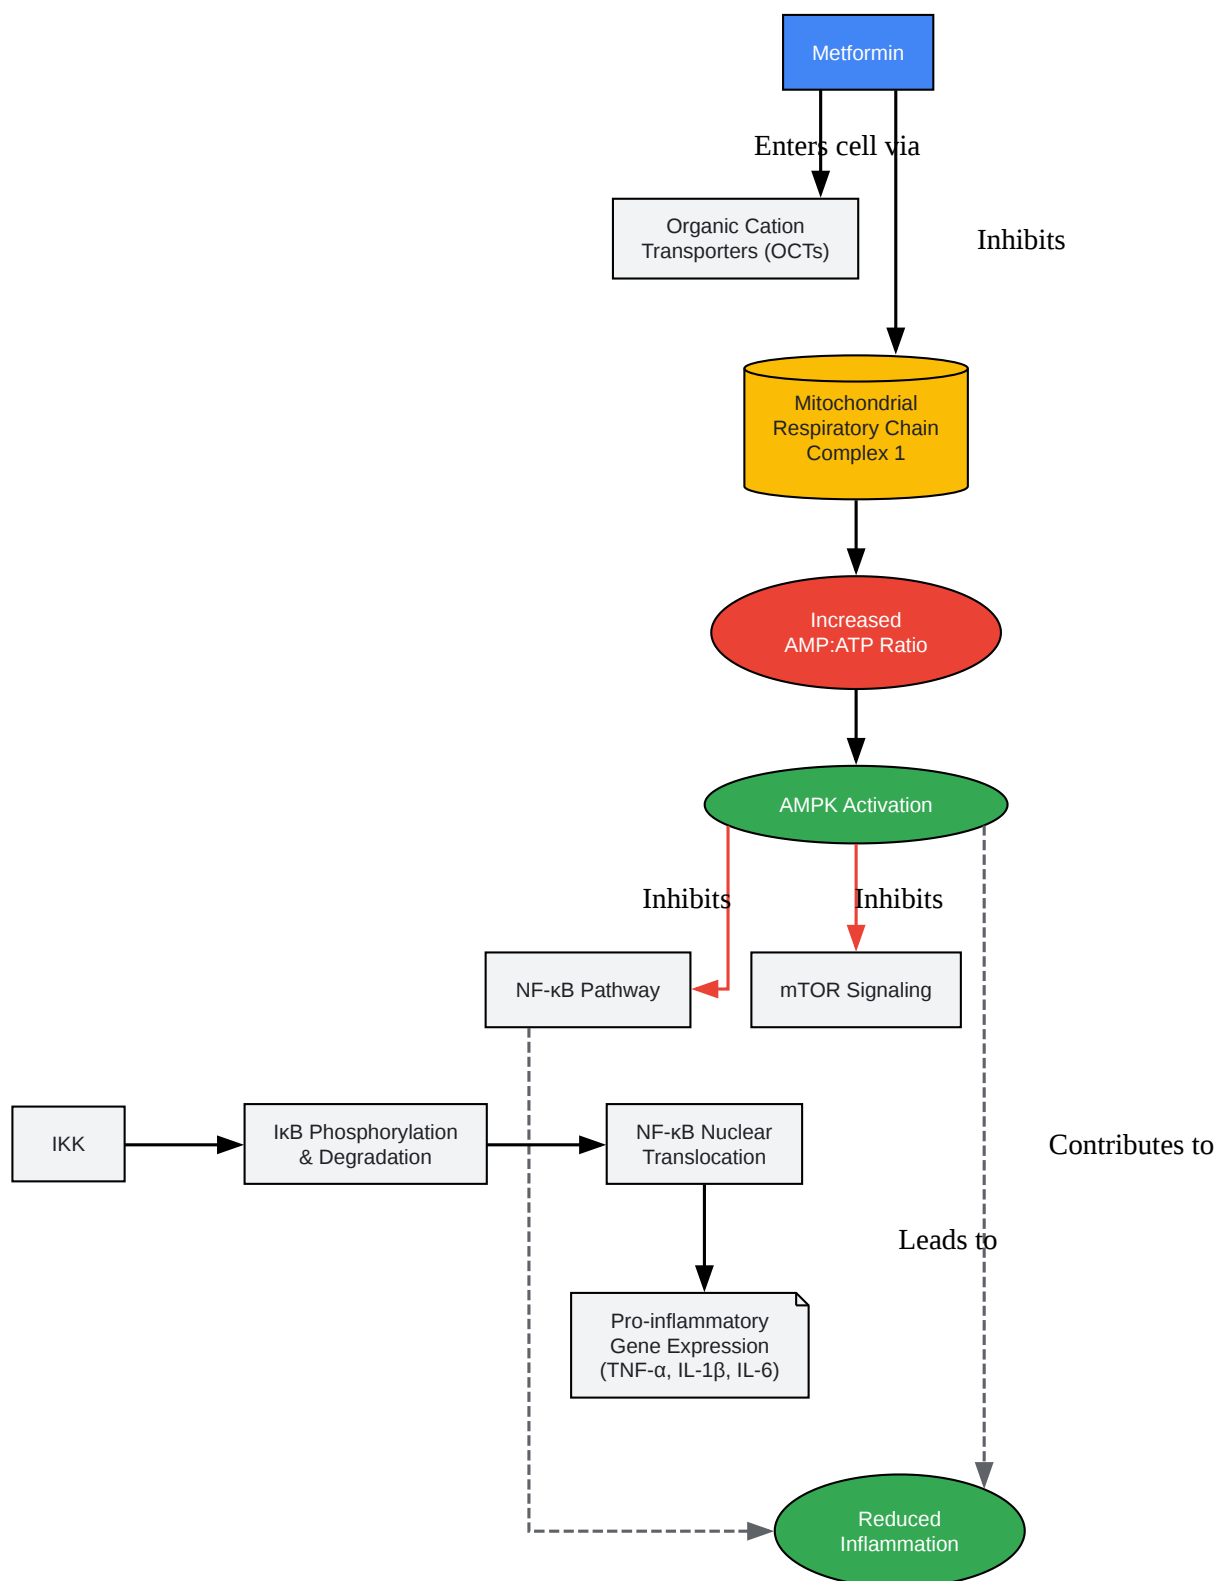 Metformin
Enters cell via
Organic Cation
Transporters (OCTs)
Inhibits
Mitochondrial
Respiratory Chain
Complex 1
Increased
AMP:ATP Ratio
AMPK Activation
Inhibits
Inhibits
NF-κB Pathway
mTOR Signaling
IKK
IκB Phosphorylation
& Degradation
NF-κB Nuclear
Translocation
Contributes to
Leads to
Pro-inflammatory
Gene Expression
(TNF-α, IL-1β, IL-6)
Reduced
Inflammation